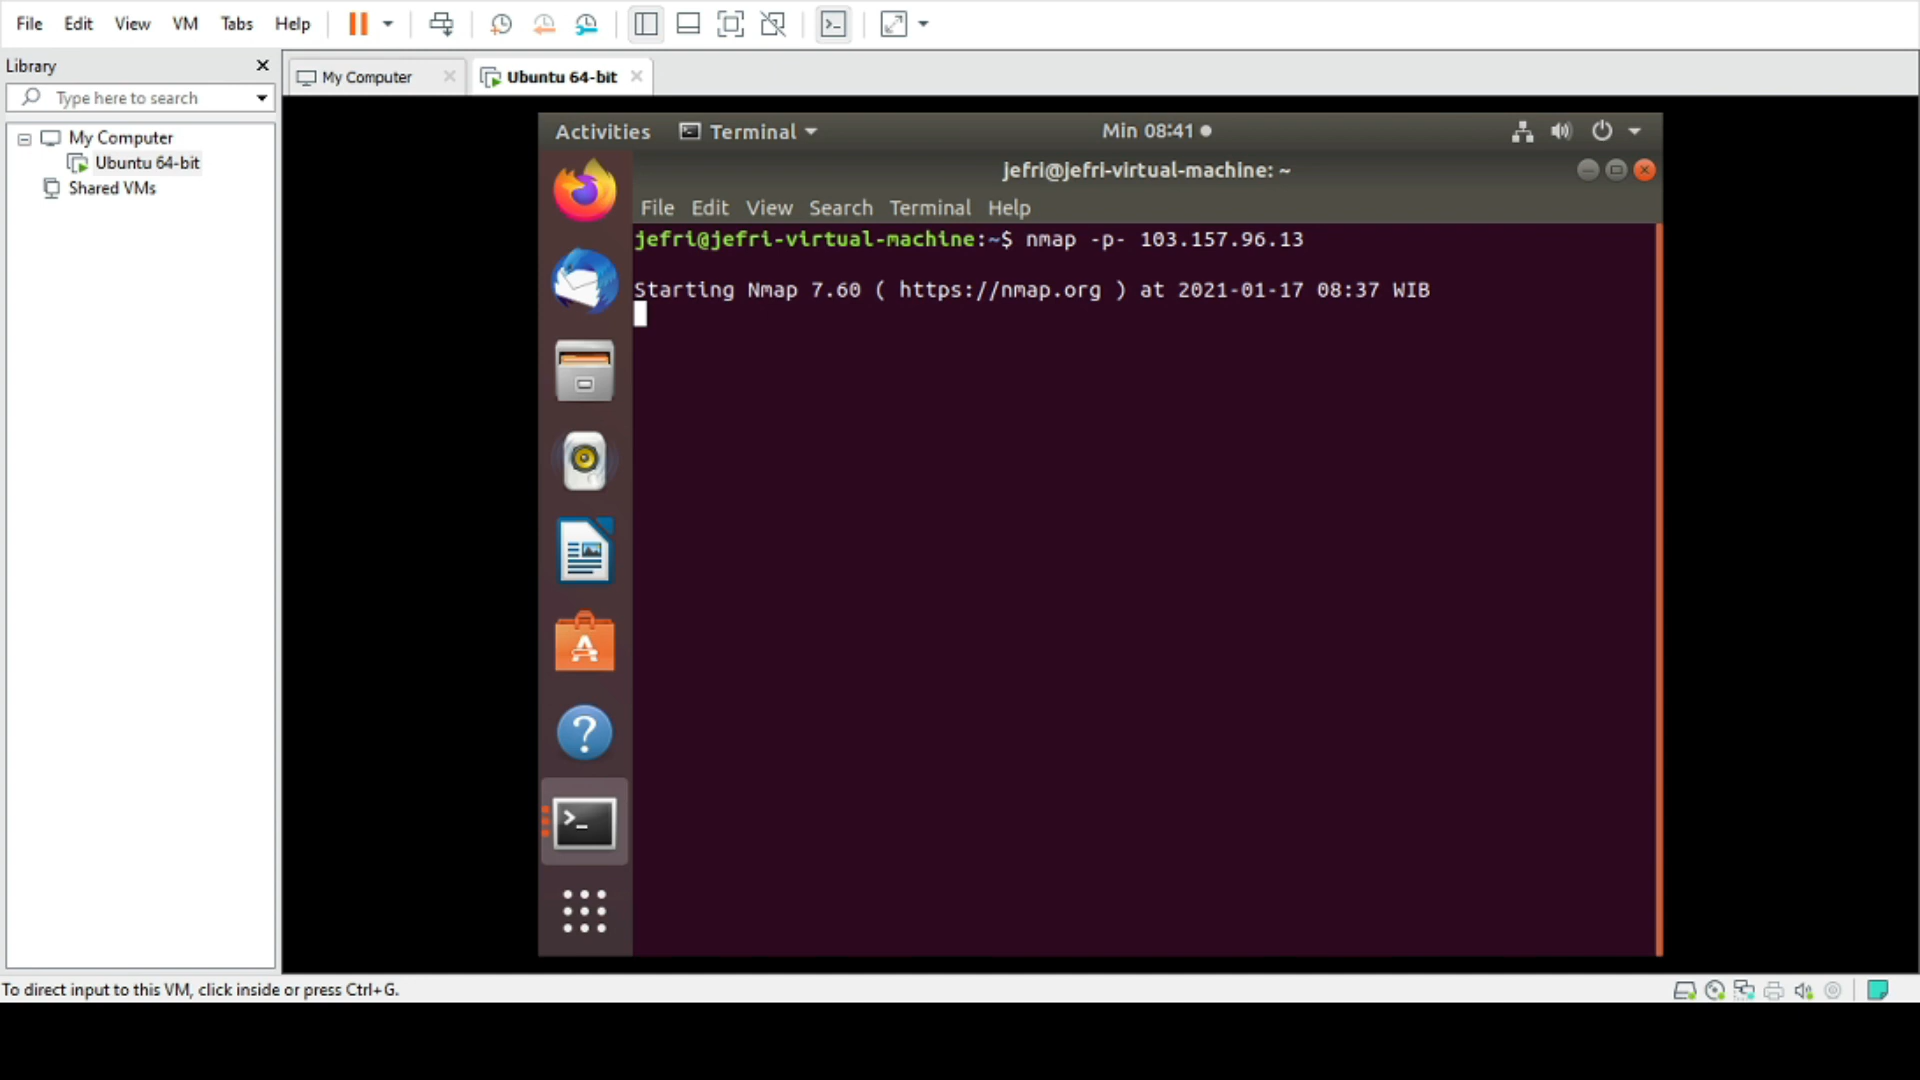 File Edit View VM Tabs Help
Library
My Computer
Ubuntu 64-bit
Type here to search
My Computer
Ubuntu 64-bit
Shared VMs
Activities Terminal Min 08:41
jefri@jefri-virtual-machine: ~
File Edit View Search Terminal Help
jefri@jefri-virtual-machine:~$ nmap -p- 103.157.96.13
Starting Nmap 7.60 ( https://nmap.org ) at 2021-01-17 08:37 WIB
To direct input to this VM, click inside or press Ctrl+G.